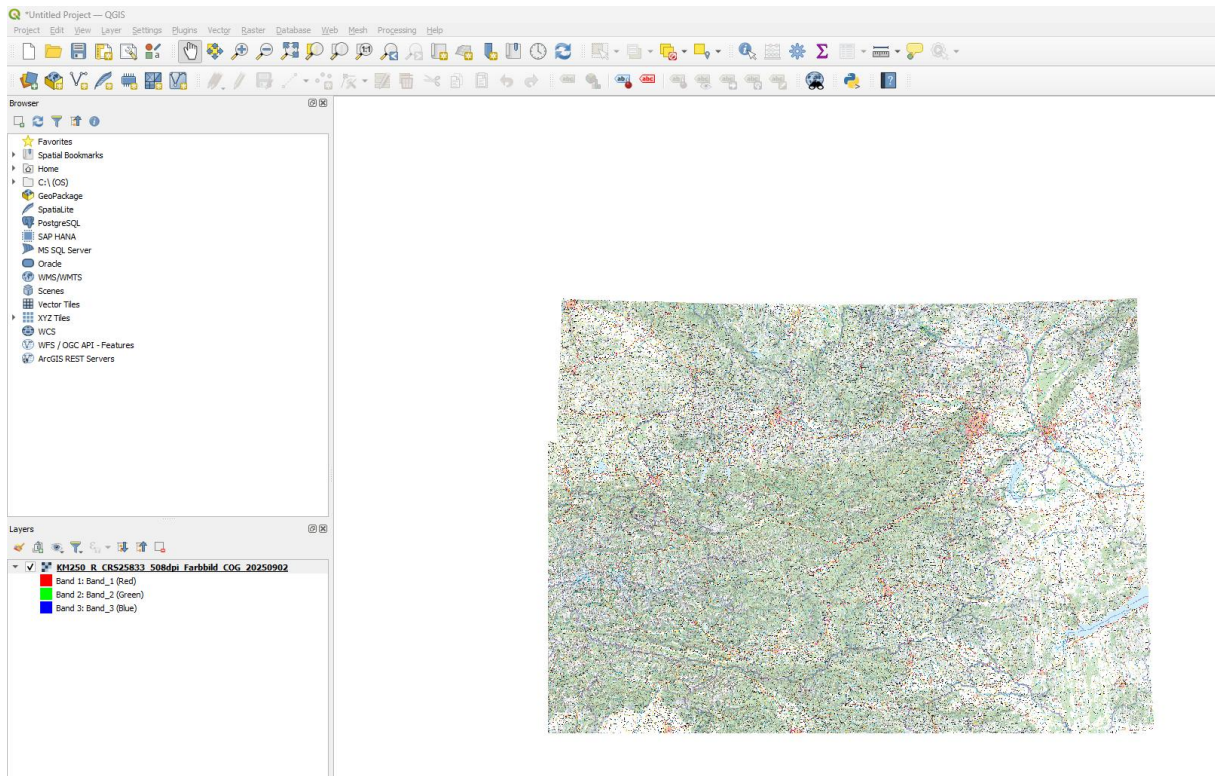 *Untitled Project — QGIS
Project Edit View Layer Settings Plugins Vector Raster Database Web Mesh Processing Help
Browser
Favorites
Spatial Bookmarks
Home
C:\ (OS)
GeoPackage
SpatiaLite
PostgreSQL
SAP HANA
MS SQL Server
Oracle
WMS/WMTS
Scenes
Vector Tiles
XYZ Tiles
WCS
WFS / OGC API - Features
ArcGIS REST Servers
Layers
KM250_R_CRS25833_508dpi_Farbbild_COG_20250902
Band 1: Band_1 (Red)
Band 2: Band_2 (Green)
Band 3: Band_3 (Blue)